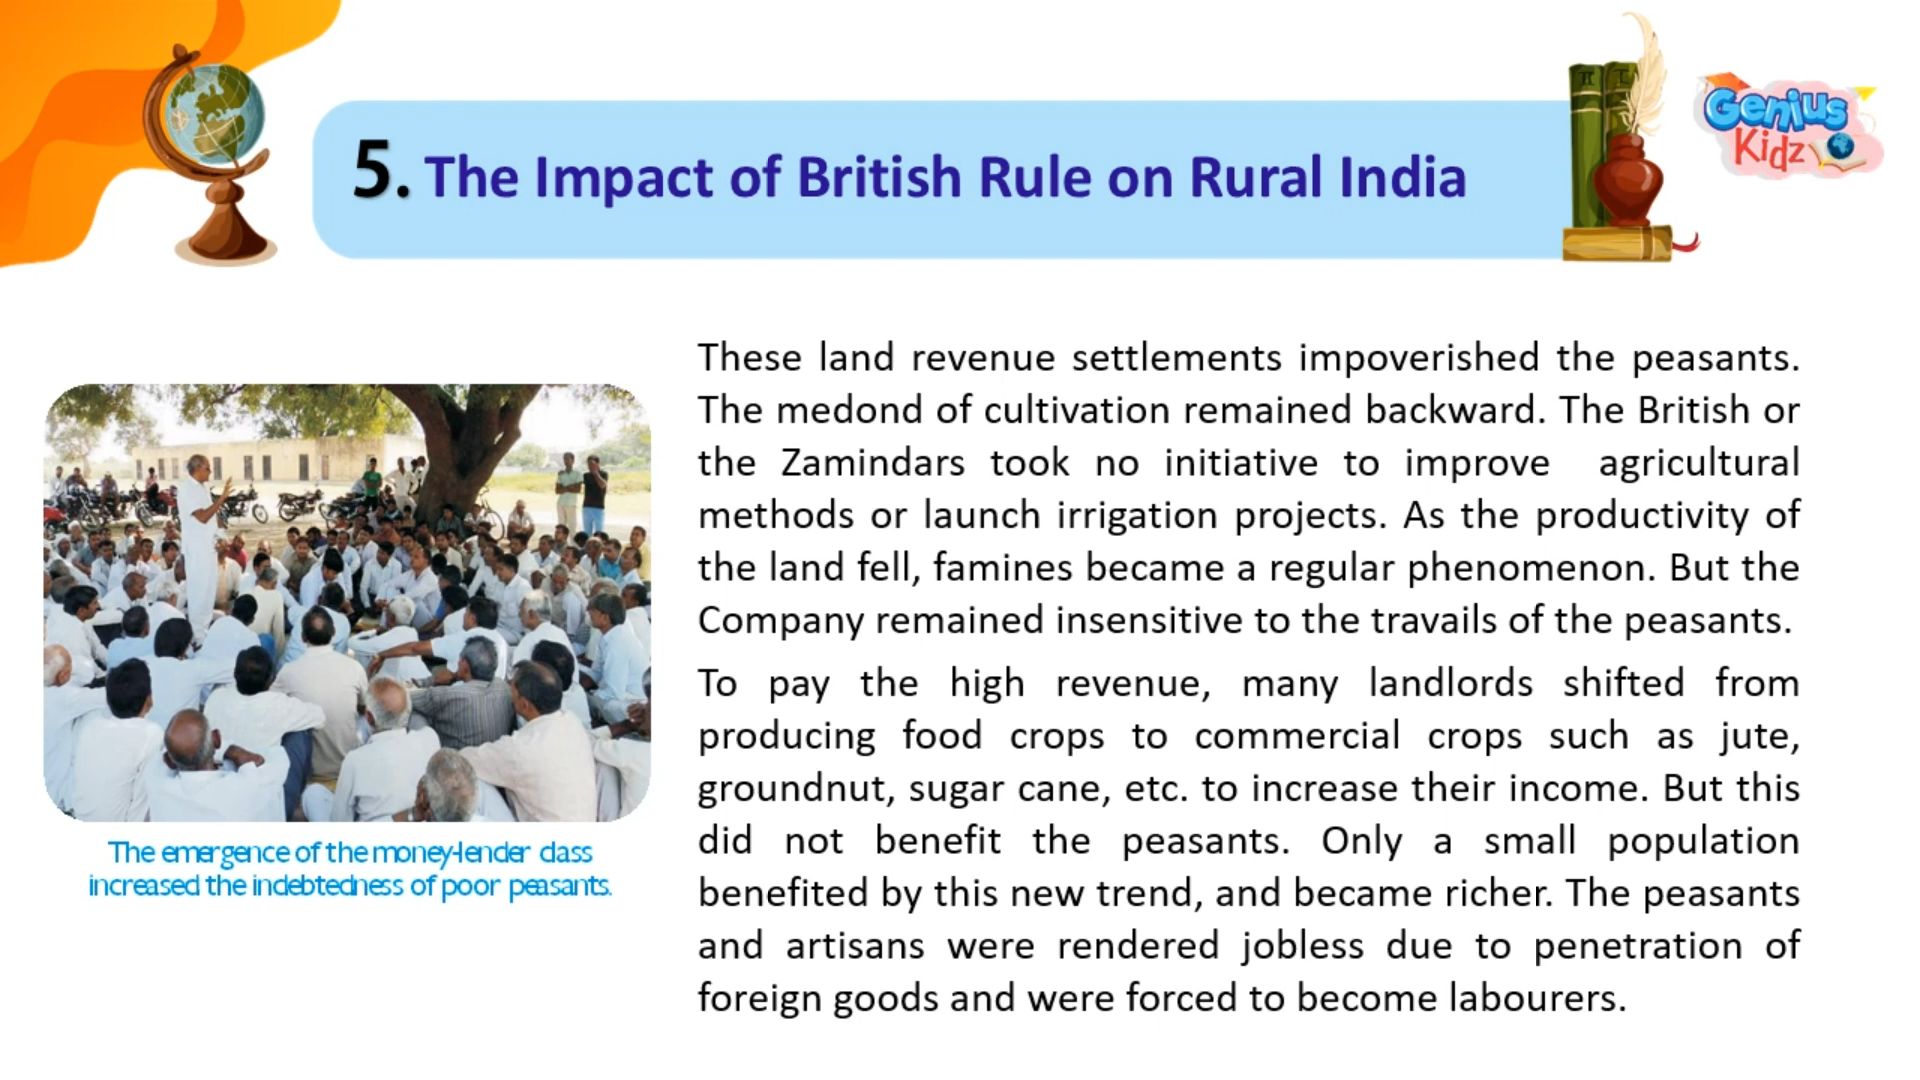 5. The Impact of British Rule on Rural India
Genius
Kidz
These land revenue settlements impoverished the peasants.
The medond of cultivation remained backward. The British or
the Zamindars took no initiative to improve agricultural
methods or launch irrigation projects. As the productivity of
the land fell, famines became a regular phenomenon. But the
Company remained insensitive to the travails of the peasants.
To pay the high revenue, many landlords shifted from
producing food crops to commercial crops such as jute,
groundnut, sugar cane, etc. to increase their income. But this
did not benefit the peasants. Only a small population
benefited by this new trend, and became richer. The peasants
and artisans were rendered jobless due to penetration of
foreign goods and were forced to become labourers.
The emergence of the money-lender class
increased the indebtedness of poor peasants.